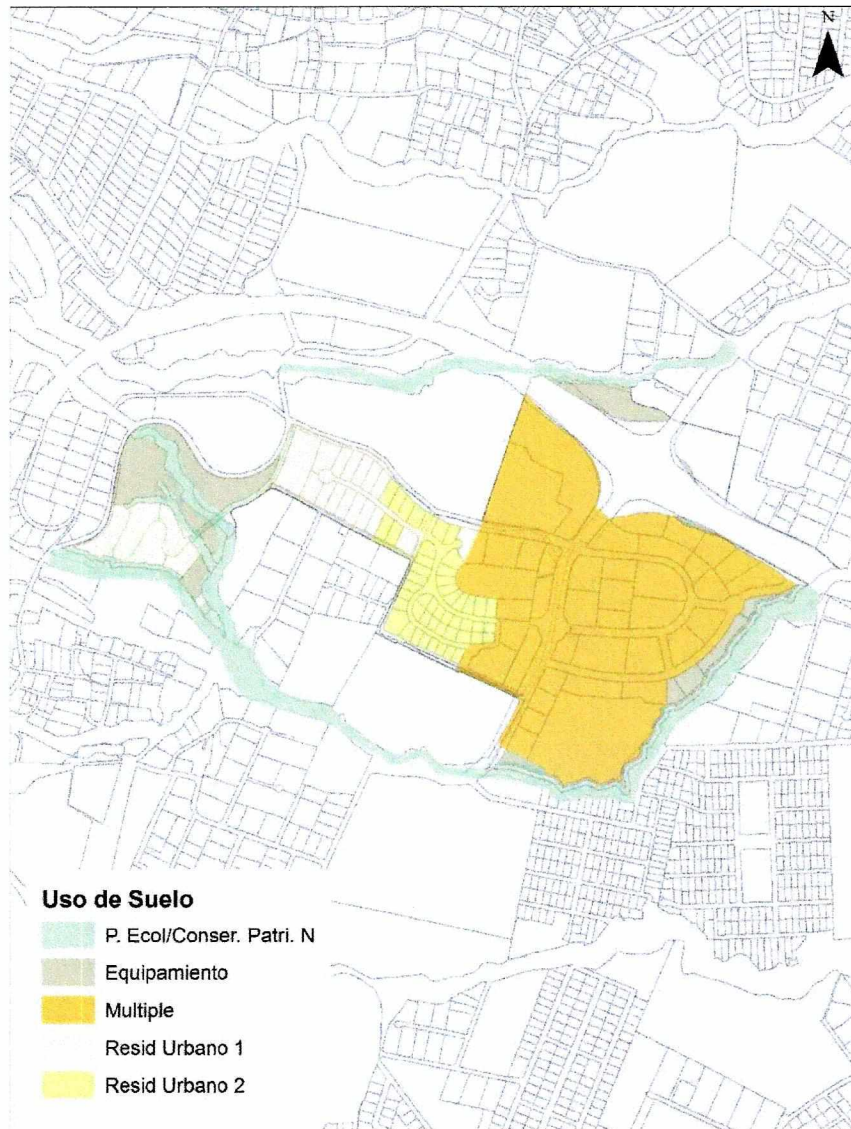 N
Uso de Suelo
P. Ecol/Conser. Patri. N
Equipamiento
Multiple
Resid Urbano 1
Resid Urbano 2